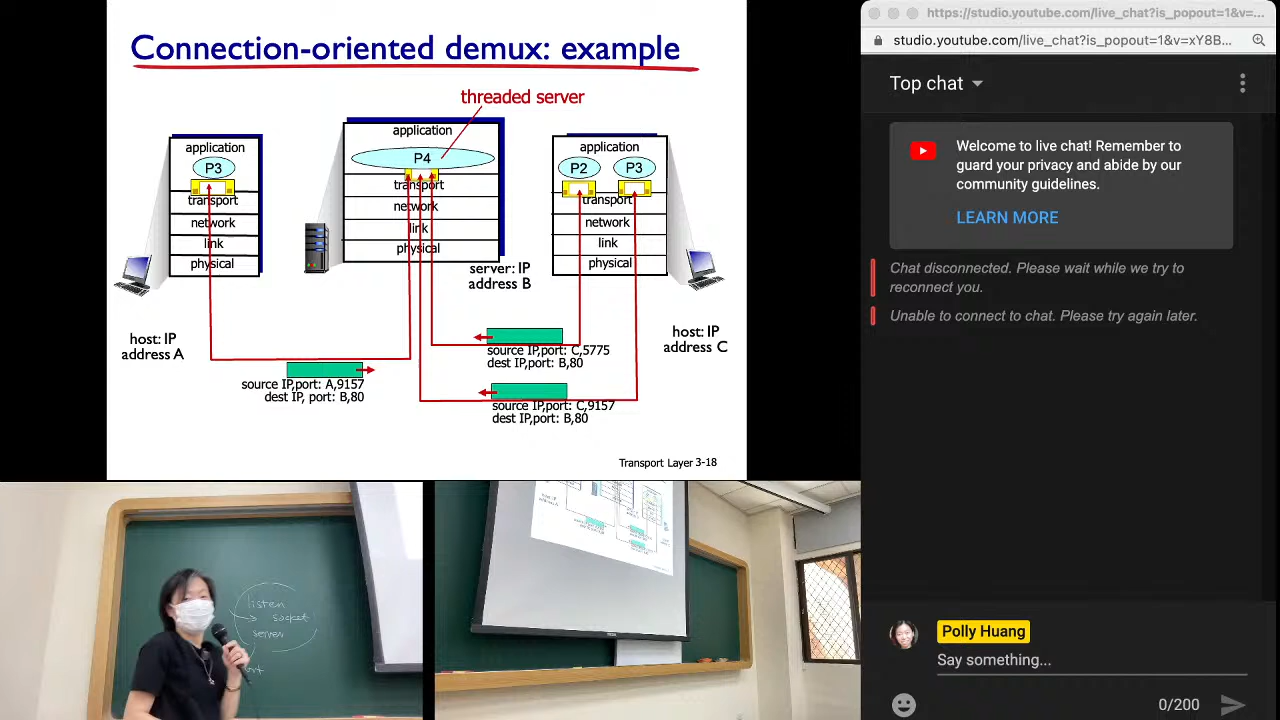 Connection-oriented demux: example
threaded server
application
P3
transport
network
link
physical
application
P4
transport
network
link
physical
application
P2
P3
transport
network
link
physical
server: IP
address B
host: IP
address A
host: IP
address C
source IP,port: C,5775
dest IP,port: B,80
source IP,port: A,9157
dest IP, port: B,80
source IP,port: C,9157
dest IP,port: B,80
Transport Layer 3-18
listen
socket
server
https://studio.youtube.com/live_chat?is_popout=1&v=...
studio.youtube.com/live_chat?is_popout=1&v=xY8B...
Top chat
Welcome to live chat! Remember to
guard your privacy and abide by our
community guidelines.
LEARN MORE
Chat disconnected. Please wait while we try to
reconnect you.
Unable to connect to chat. Please try again later.
Polly Huang
Say something...
0/200